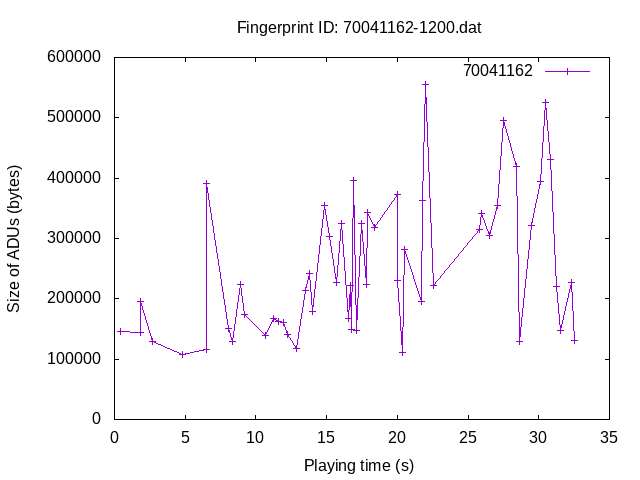 Fingerprint ID: 70041162-1200.dat
600000
70041162
500000
400000
300000
200000
100000
0
Size of ADUs (bytes)
0 5 10 15 20 25 30 35
Playing time (s)